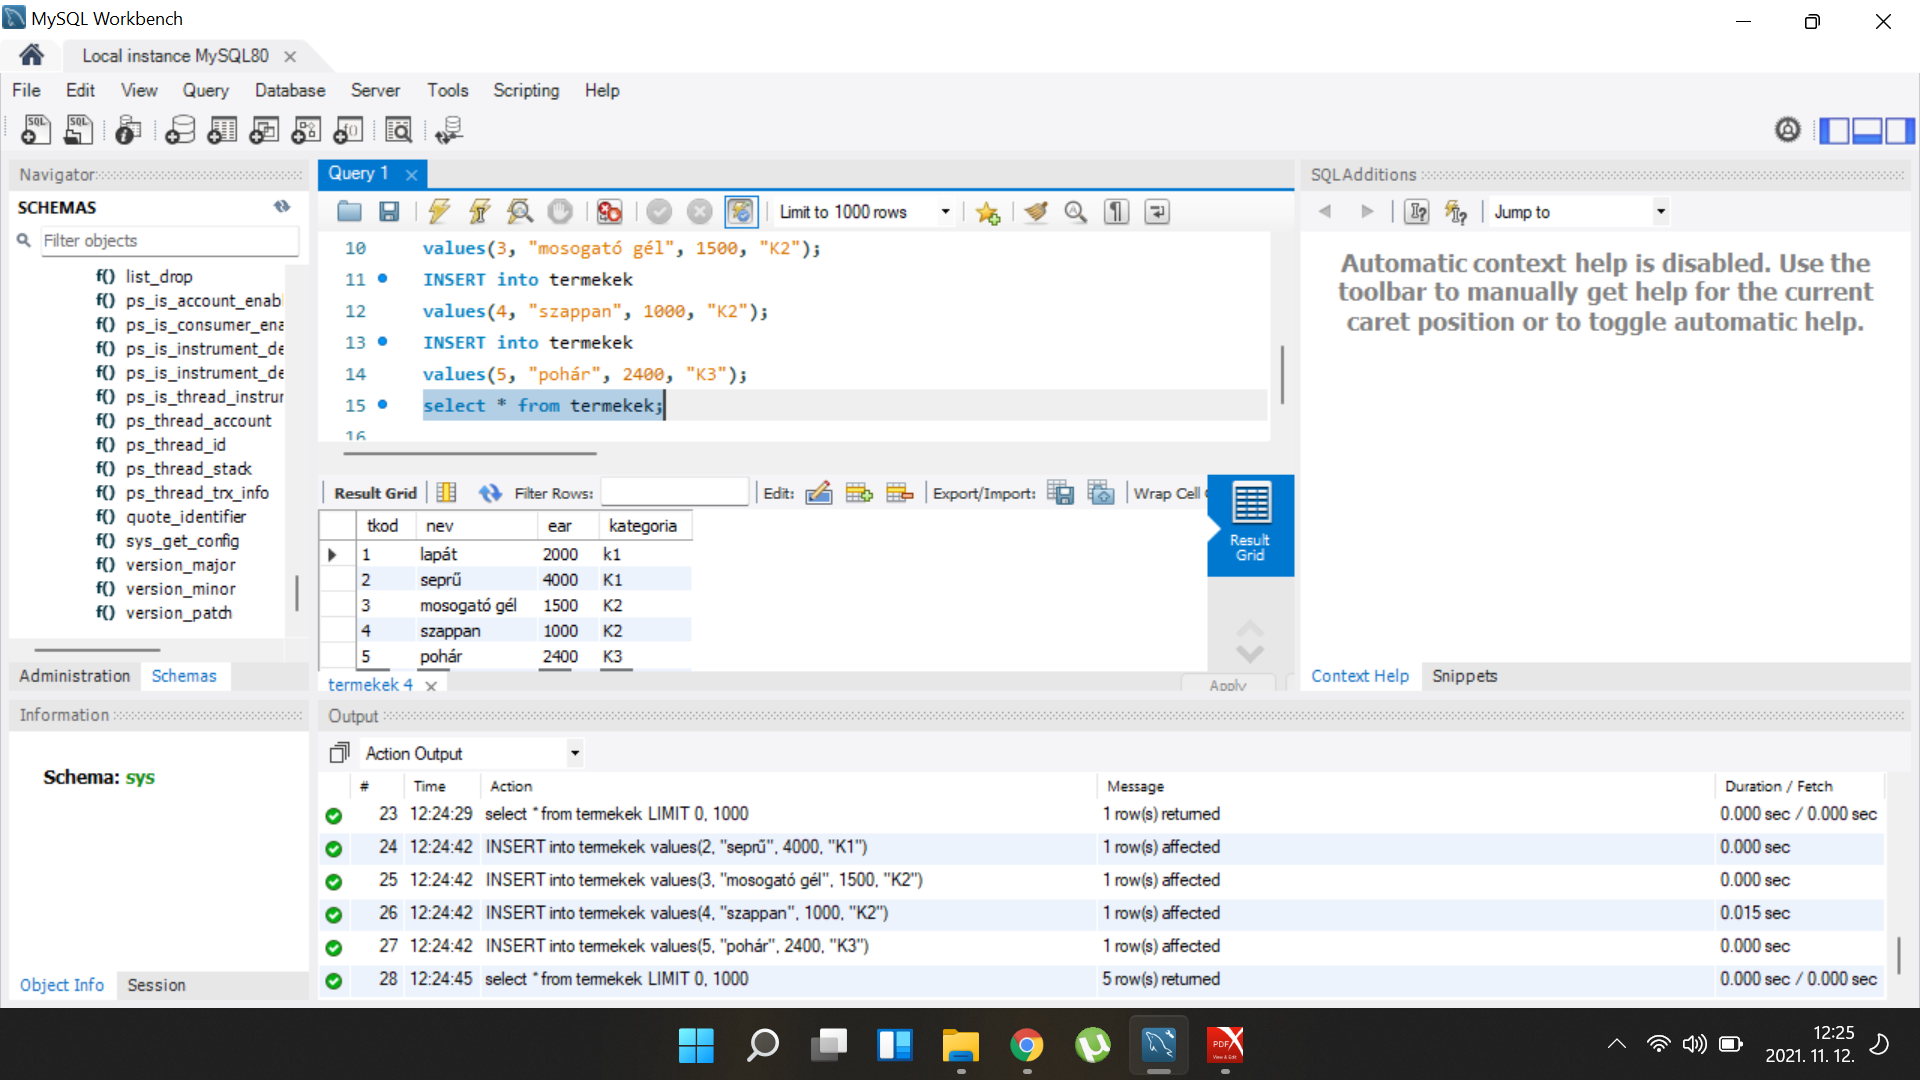 MySQL Workbench
Local instance MySQL80
File Edit View Query Database Server Tools Scripting Help
Navigator
SCHEMAS
Filter objects
f() list_drop
f() ps_is_account_enabl
f() ps_is_consumer_ena
f() ps_is_instrument_de
f() ps_is_instrument_de
f() ps_is_thread_instrur
f() ps_thread_account
f() ps_thread_id
f() ps_thread_stack
f() ps_thread_trx_info
f() quote_identifier
f() sys_get_config
f() version_major
f() version_minor
f() version_patch
Administration Schemas
Information
Schema: sys
Object Info Session
Query 1
Limit to 1000 rows
10 values(3, "mosogató gél", 1500, "K2");
11 INSERT into termekek
12 values(4, "szappan", 1000, "K2");
13 INSERT into termekek
14 values(5, "pohár", 2400, "K3");
15 select * from termekek;
16
Result Grid Filter Rows: Edit: Export/Import: Wrap Cell
tkod nev ear kategoria
1 lapát 2000 k1
2 seprű 4000 K1
3 mosogató gél 1500 K2
4 szappan 1000 K2
5 pohár 2400 K3
Result
Grid
termekek 4
Apply
SQLAdditions
Jump to
Automatic context help is disabled. Use the
toolbar to manually get help for the current
caret position or to toggle automatic help.
Context Help Snippets
Output
Action Output
# Time Action Message Duration / Fetch
23 12:24:29 select * from termekek LIMIT 0, 1000 1 row(s) returned 0.000 sec / 0.000 sec
24 12:24:42 INSERT into termekek values(2, "seprű", 4000, "K1") 1 row(s) affected 0.000 sec
25 12:24:42 INSERT into termekek values(3, "mosogató gél", 1500, "K2") 1 row(s) affected 0.000 sec
26 12:24:42 INSERT into termekek values(4, "szappan", 1000, "K2") 1 row(s) affected 0.015 sec
27 12:24:42 INSERT into termekek values(5, "pohár", 2400, "K3") 1 row(s) affected 0.000 sec
28 12:24:45 select * from termekek LIMIT 0, 1000 5 row(s) returned 0.000 sec / 0.000 sec
12:25
2021. 11. 12.